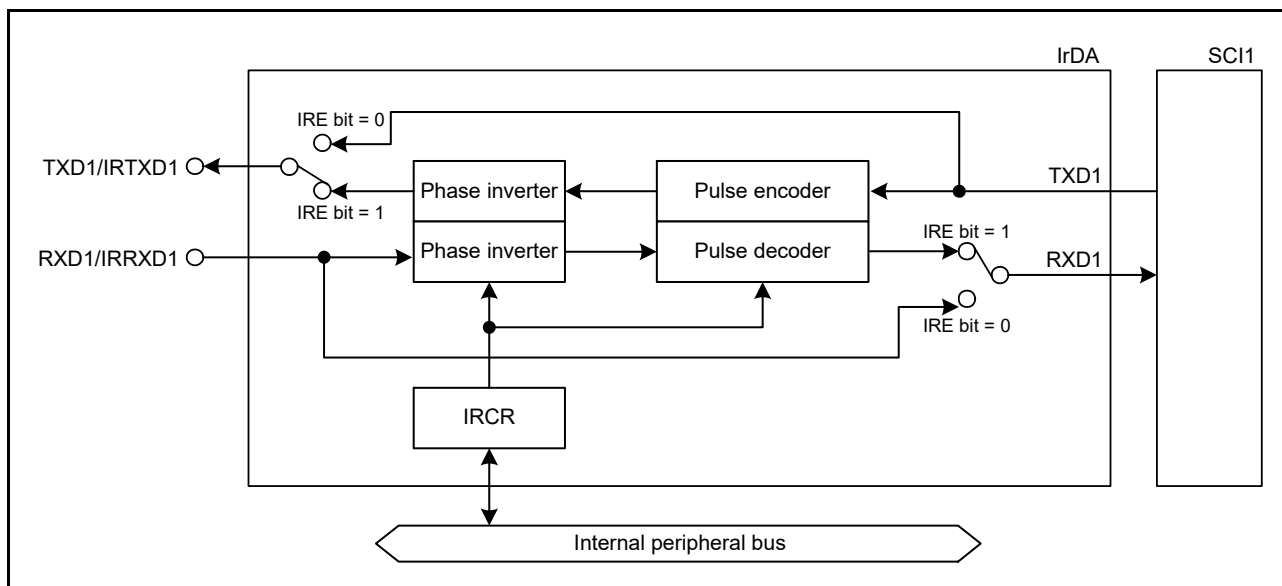 IrDA
SCI1
IRE bit = 0
TXD1/IRTXD1
Phase inverter
Pulse encoder
TXD1
IRE bit = 1
RXD1/IRRXD1
Phase inverter
Pulse decoder
IRE bit = 1
RXD1
IRE bit = 0
IRCR
Internal peripheral bus